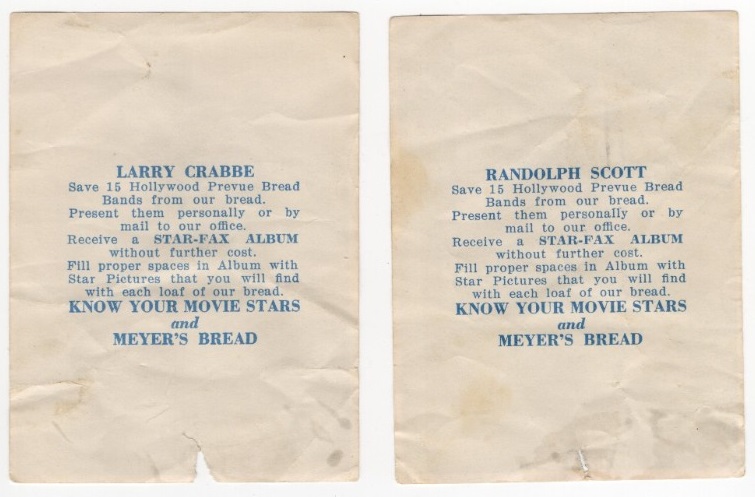 LARRY CRABBE
Save 15 Hollywood Prevue Bread
Bands from our bread.
Present them personally or by
mail to our office.
Receive a STAR-FAX ALBUM
without further cost.
Fill proper spaces in Album with
Star Pictures that you will find
with each loaf of our bread.
KNOW YOUR MOVIE STARS
and
MEYER'S BREAD
RANDOLPH SCOTT
Save 15 Hollywood Prevue Bread
Bands from our bread.
Present them personally or by
mail to our office.
Receive a STAR-FAX ALBUM
without further cost.
Fill proper spaces in Album with
Star Pictures that you will find
with each loaf of our bread.
KNOW YOUR MOVIE STARS
and
MEYER'S BREAD